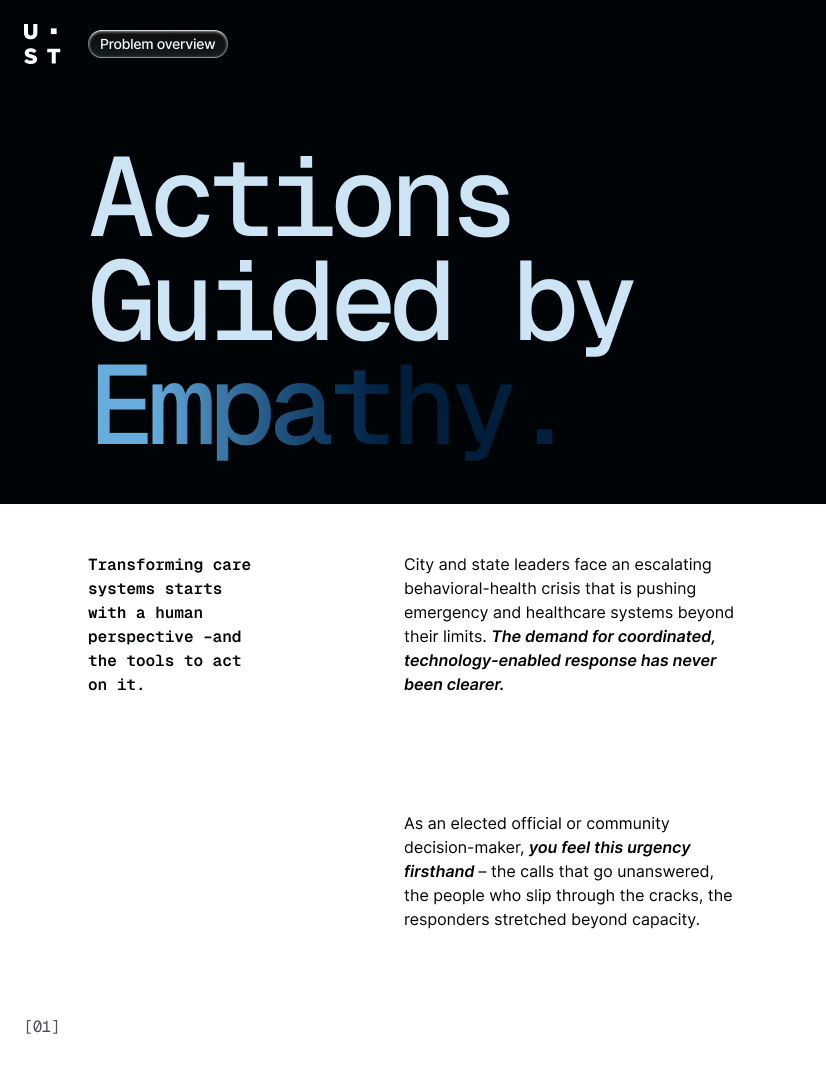 U ·
S T
Problem overview
Actions
Guided by
Empathy.
Transforming care
systems starts
with a human
perspective –and
the tools to act
on it.
City and state leaders face an escalating
behavioral-health crisis that is pushing
emergency and healthcare systems beyond
their limits. The demand for coordinated,
technology-enabled response has never
been clearer.
As an elected official or community
decision-maker, you feel this urgency
firsthand – the calls that go unanswered,
the people who slip through the cracks, the
responders stretched beyond capacity.
[01]